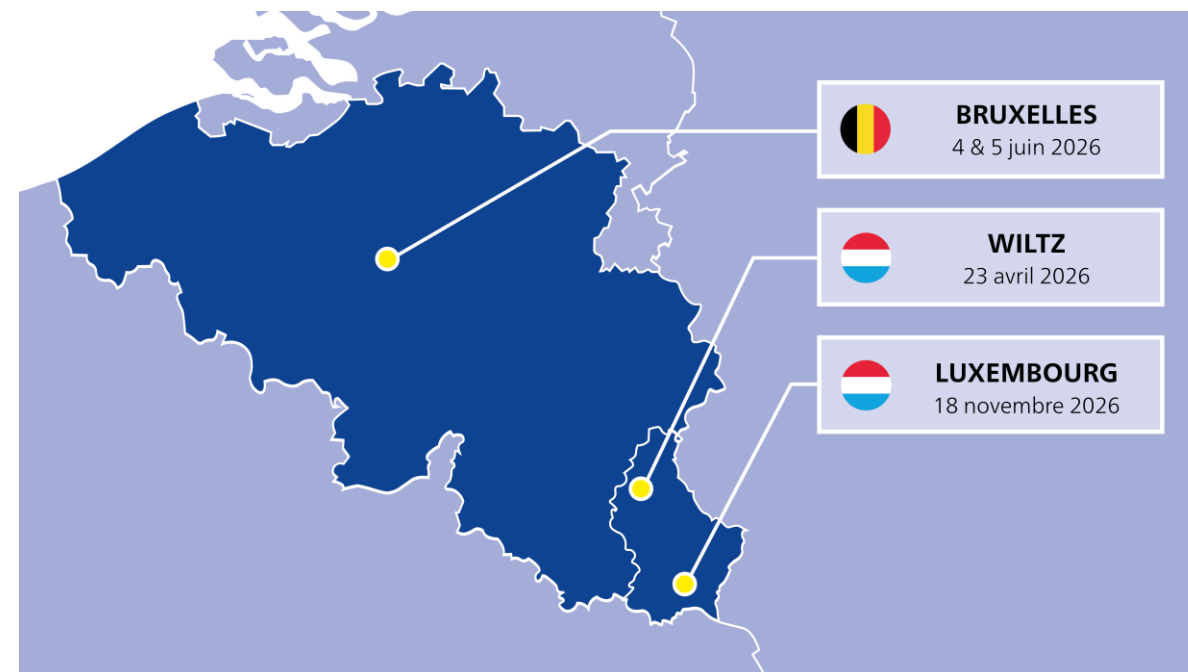 BRUXELLES
4 & 5 juin 2026
WILTZ
23 avril 2026
LUXEMBOURG
18 novembre 2026